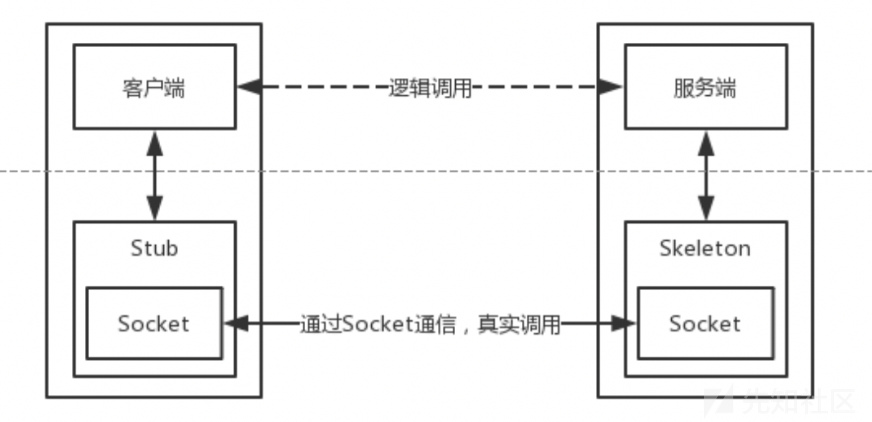 客户端
逻辑调用
服务端
Stub
Skeleton
Socket
通过Socket通信，真实调用
Socket
先知社区